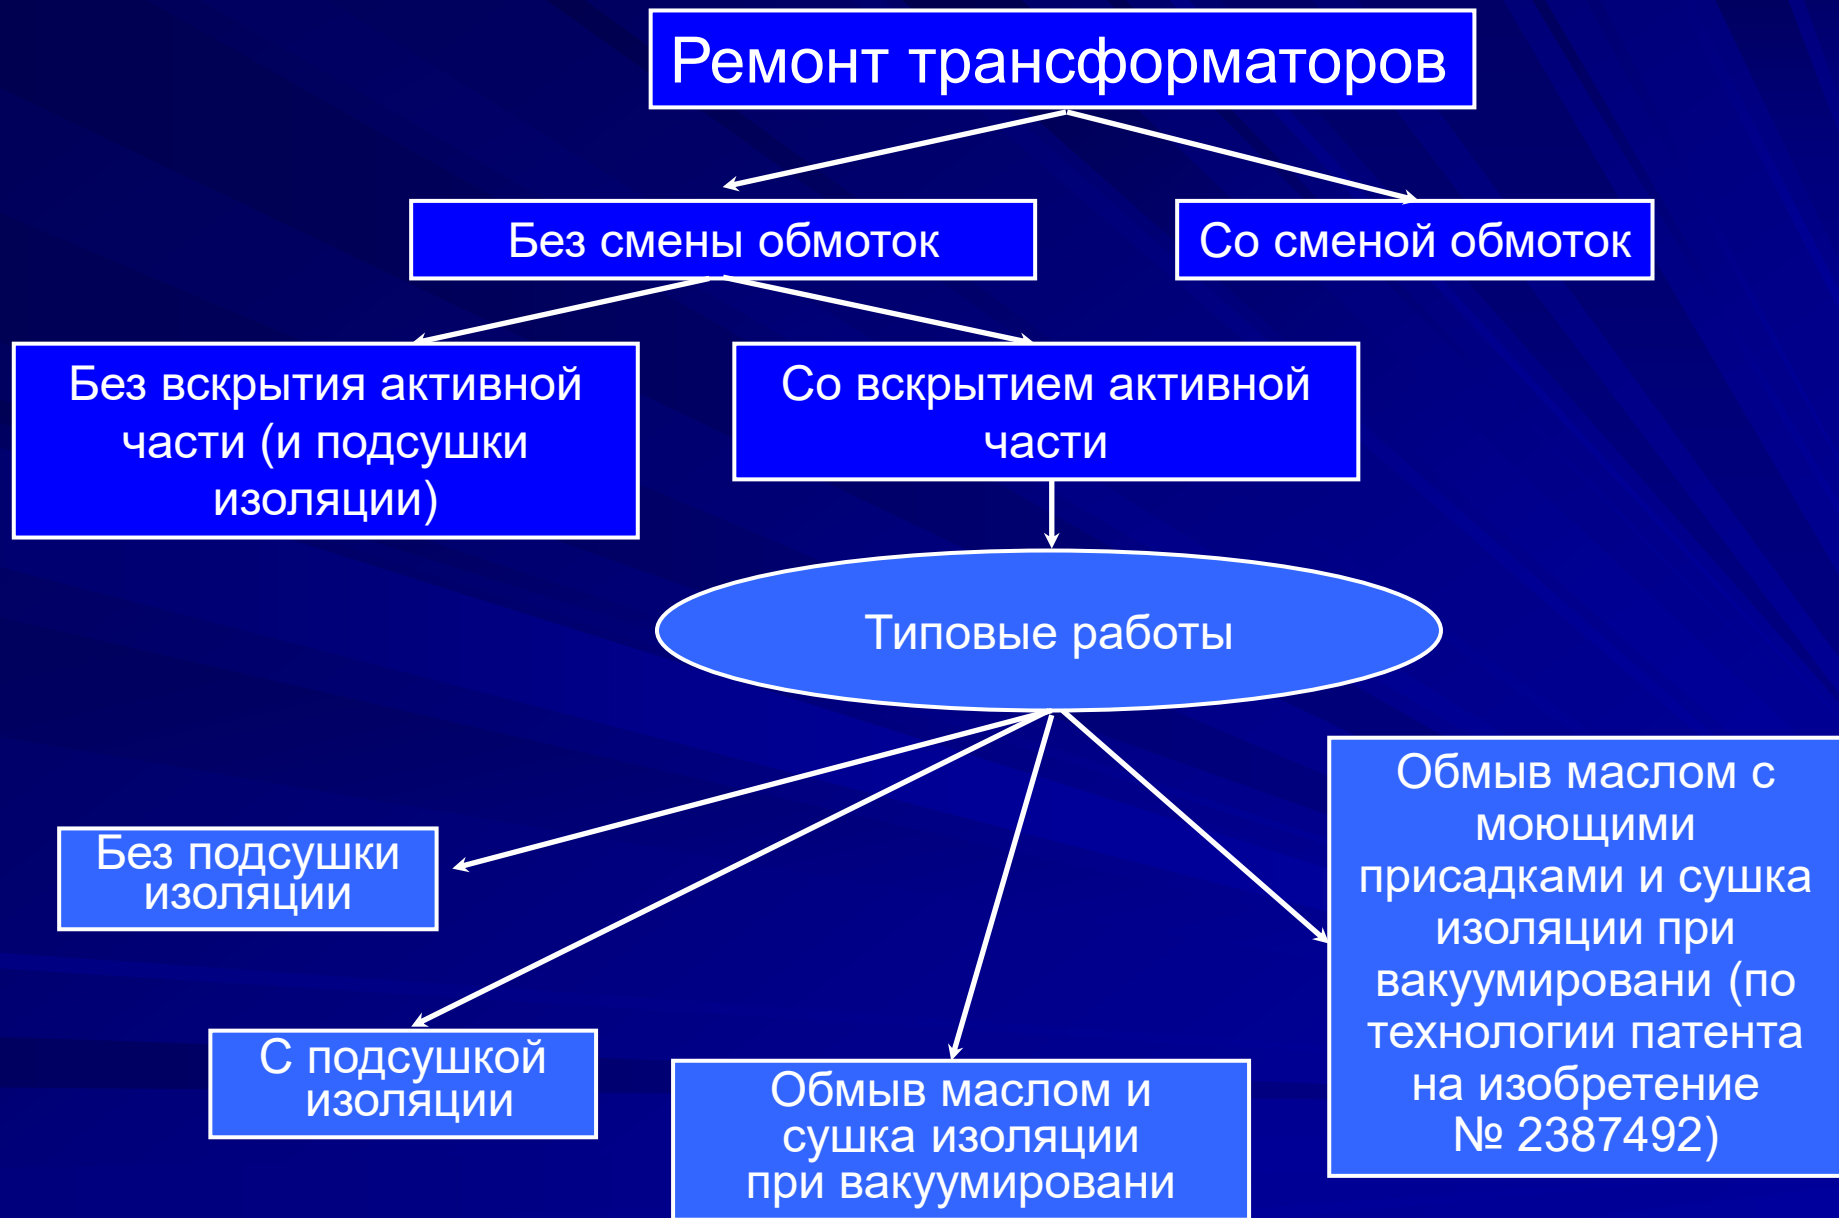 Ремонт трансформаторов
Без смены обмоток
Со сменой обмоток
Без вскрытия активной
части (и подсушки
изоляции)
Со вскрытием активной
части
Типовые работы
Без подсушки
изоляции
С подсушкой
изоляции
Обмыв маслом и
сушка изоляции
при вакуумировани
Обмыв маслом с
моющими
присадками и сушка
изоляции при
вакуумировани (по
технологии патента
на изобретение
№ 2387492)